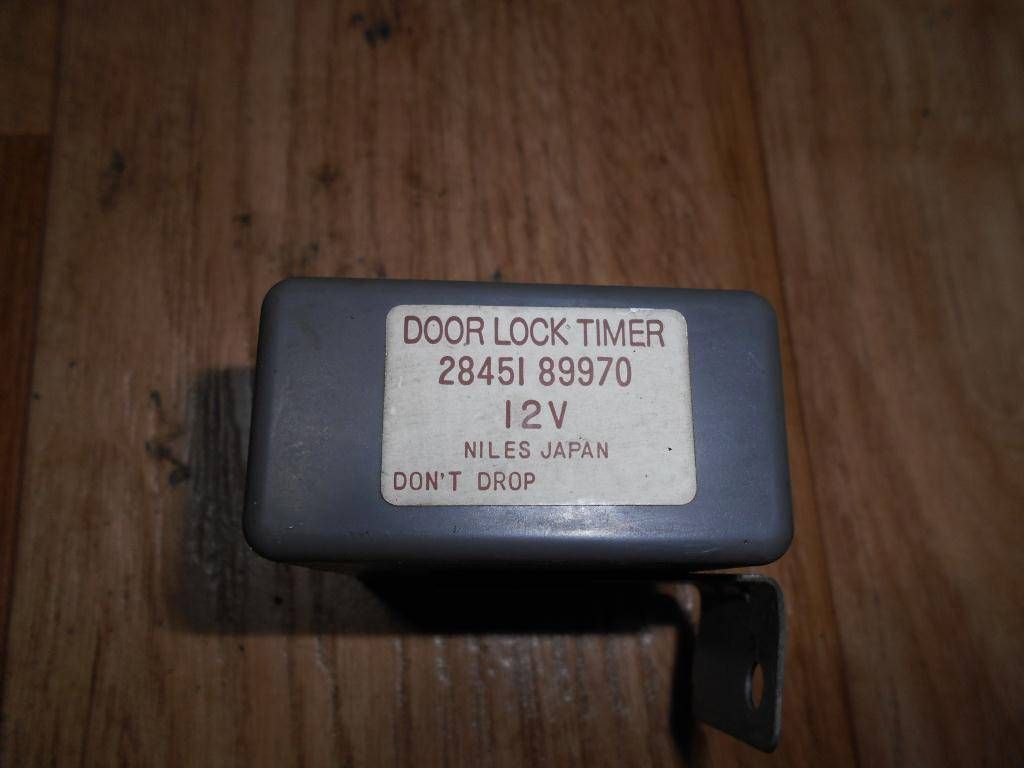 DOOR LOCK TIMER
28451 89970
12V
NILES JAPAN
DON'T DROP